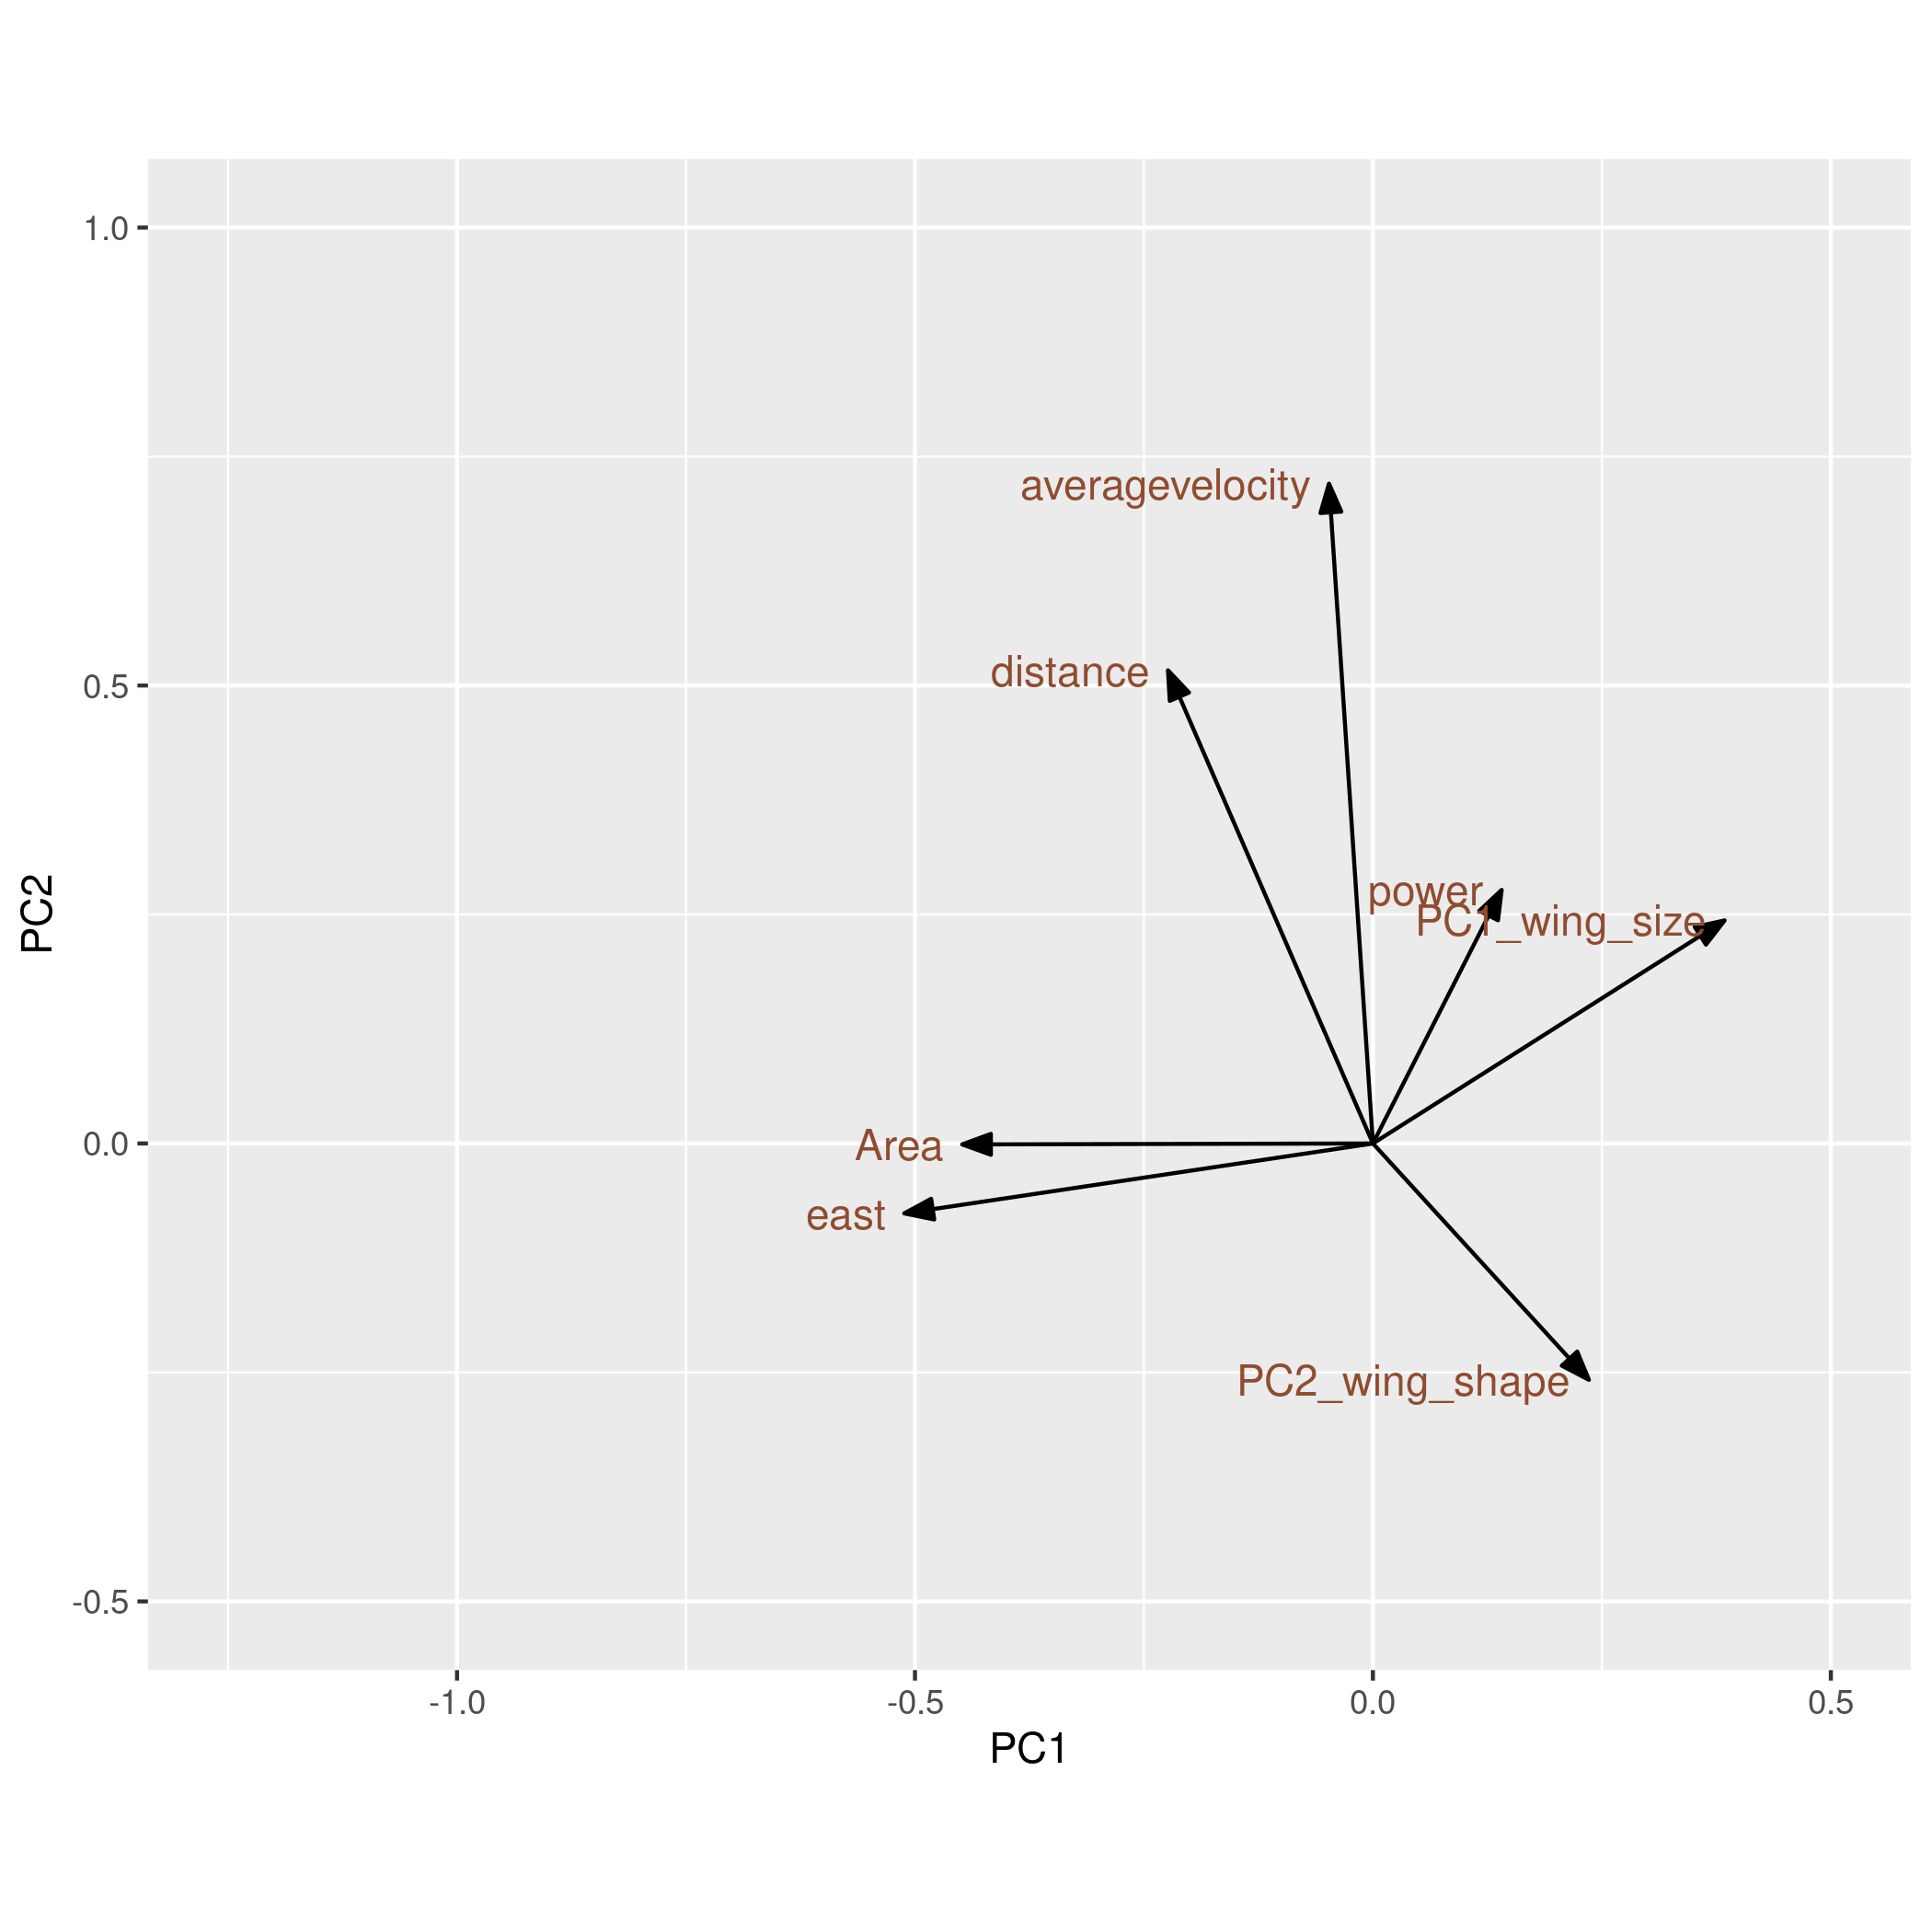 1.0
averagevelocity
distance
0.5
power
PC1_wing_size
PC2
Area
0.0
east
PC2_wing_shape
-0.5
-1.0 -0.5 0.0 0.5
PC1